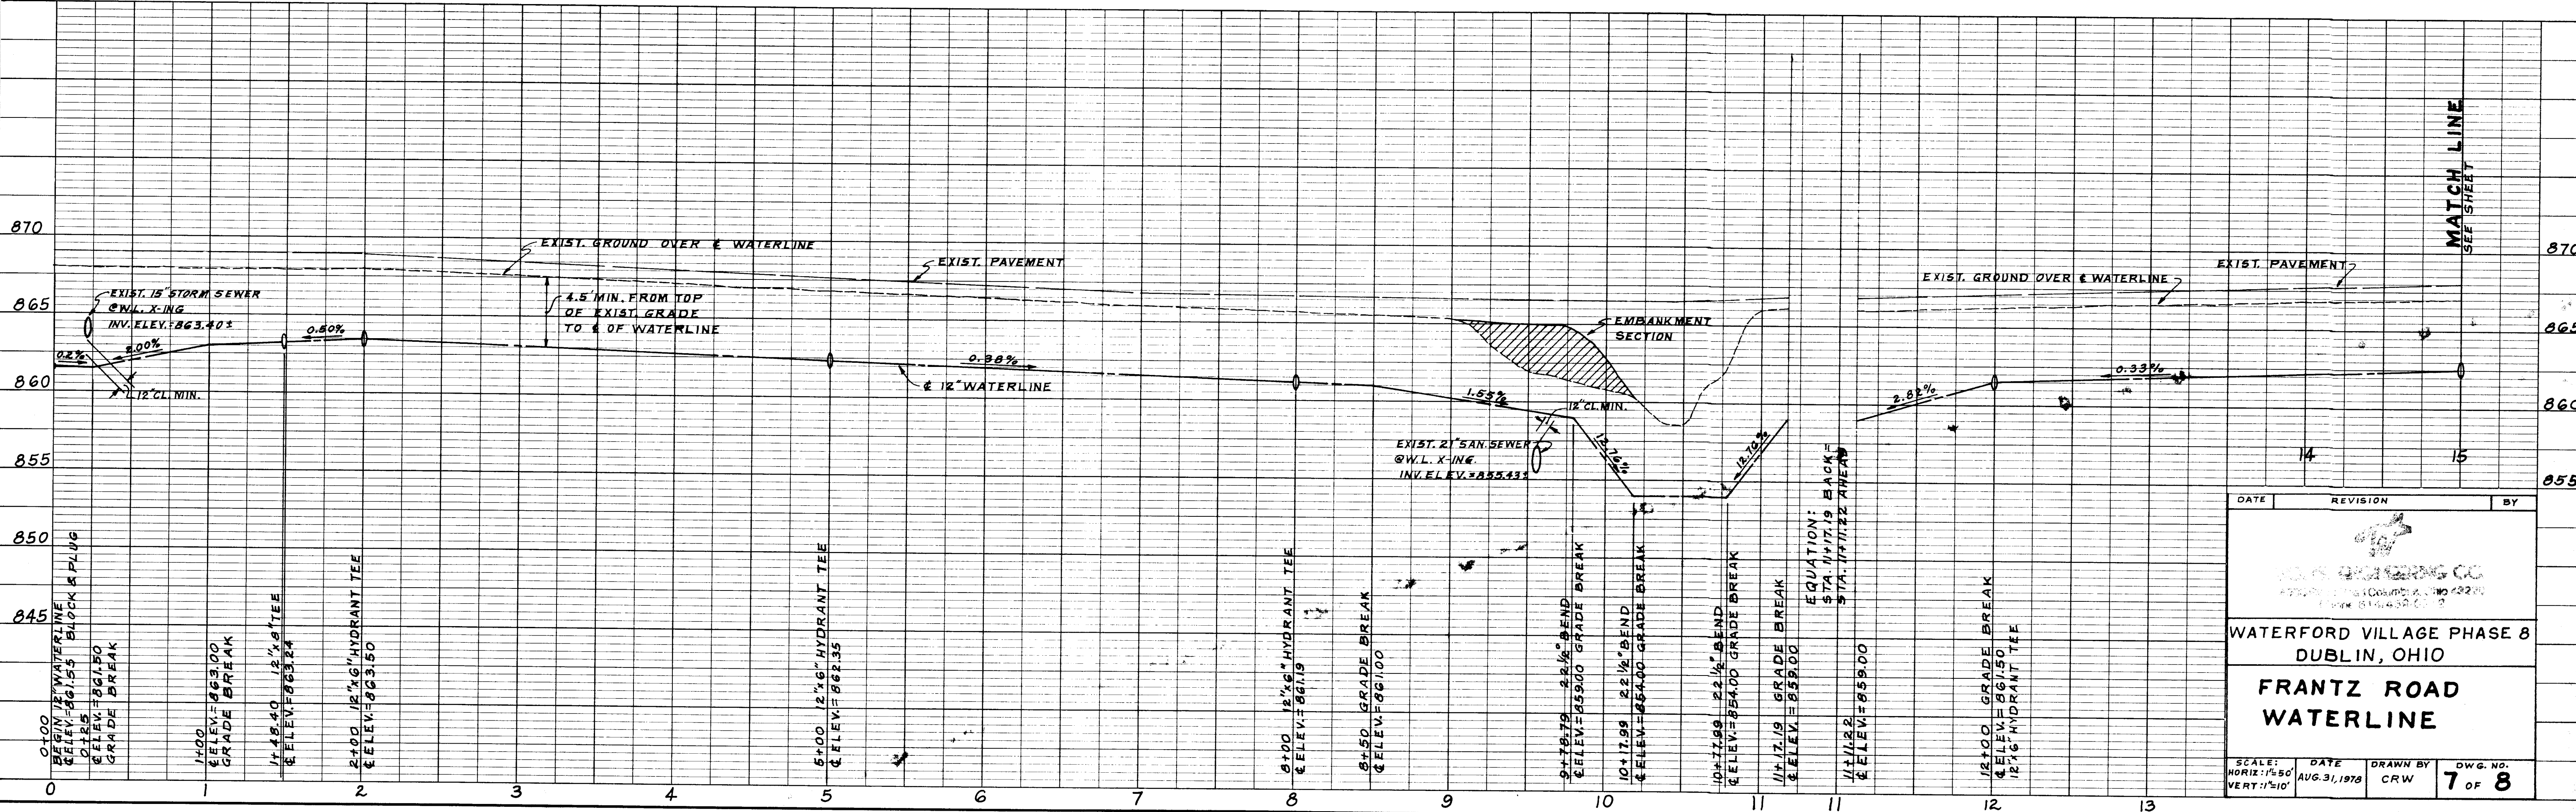 870
865
860
855
850
845
EXIST. GROUND OVER ℄ WATERLINE
EXIST. PAVEMENT
EXIST. 15" STORM SEWER
@ W.L. X-ING
INV. ELEV. = 863.40 ±
4.5' MIN. FROM TOP
OF EXIST. GRADE
TO ℄ OF WATERLINE
0.2%
2.00%
0.50%
12" CL. MIN.
0.38%
℄ 12" WATERLINE
EMBANKMENT
SECTION
1.55%
12" CL. MIN.
EXIST. 21" SAN. SEWER
@ W.L. X-ING.
INV. ELEV. = 855.43±
12.76%
12.70%
EXIST. GROUND OVER ℄ WATERLINE
EXIST. PAVEMENT
2.82%
0.33%
MATCH LINE
SEE SHEET
870
865
860
855
14
15
0+00
BEGIN 12" WATERLINE
℄ ELEV. = 861.55 BLOCK & PLUG
0+25
℄ ELEV. = 861.50
GRADE BREAK
1+00
℄ ELEV. = 863.00
GRADE BREAK
1+48.40 12"x8" TEE
℄ ELEV. = 863.24
2+00 12"x6" HYDRANT TEE
℄ ELEV. = 863.50
5+00 12"x6" HYDRANT TEE
℄ ELEV. = 862.35
8+00 12"x6" HYDRANT TEE
℄ ELEV. = 861.19
8+50 GRADE BREAK
℄ ELEV. = 861.00
9+78.79 22 1/2° BEND
℄ ELEV. = 859.00 GRADE BREAK
10+17.99 22 1/2° BEND
℄ ELEV. = 854.00 GRADE BREAK
10+77.99 22 1/2° BEND
℄ ELEV. = 854.00 GRADE BREAK
11+17.19 GRADE BREAK
℄ ELEV. = 859.00
EQUATION:
STA. 11+17.19 BACK =
STA. 11+11.22 AHEAD
11+11.22
℄ ELEV. = 859.00
12+00 GRADE BREAK
℄ ELEV. = 861.50
12"x6" HYDRANT TEE
0 1 2 3 4 5 6 7 8 9 10 11 11 12 13
DATE REVISION BY
WATERFORD VILLAGE PHASE 8
DUBLIN, OHIO
FRANTZ ROAD
WATERLINE
SCALE: DATE DRAWN BY DWG. NO.
HORIZ: 1"=50' AUG. 31, 1978 CRW 7 OF 8
VERT: 1"=10'